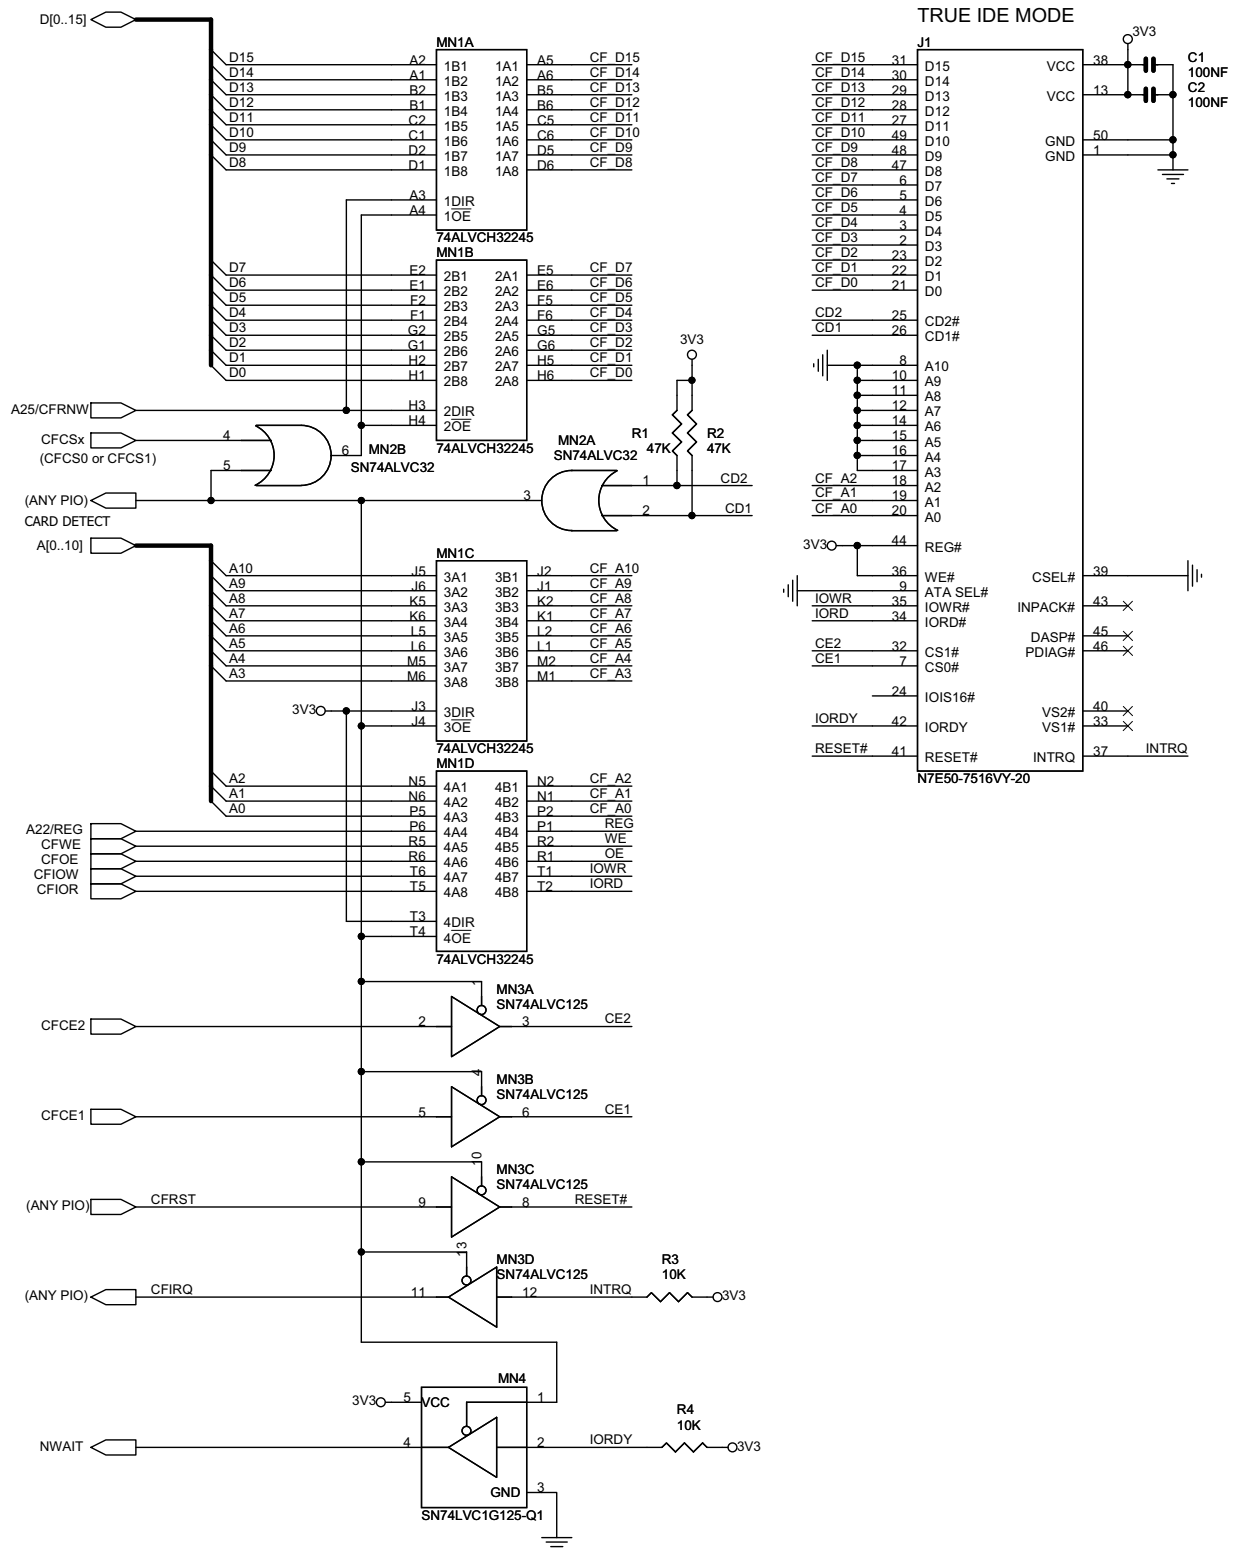 TRUE IDE MODE
D[0..15]
MN1A
D15 A2 1B1 1A1 A5 CF_D15
D14 A1 1B2 1A2 A6 CF_D14
D13 B2 1B3 1A3 B5 CF_D13
D12 B1 1B4 1A4 B6 CF_D12
D11 C2 1B5 1A5 C5 CF_D11
D10 C1 1B6 1A6 C6 CF_D10
D9 D2 1B7 1A7 D5 CF_D9
D8 D1 1B8 1A8 D6 CF_D8
A3 1DIR
A4 1OE
74ALVCH32245
MN1B
D7 E2 2B1 2A1 E5 CF_D7
D6 E1 2B2 2A2 E6 CF_D6
D5 F2 2B3 2A3 F5 CF_D5
D4 F1 2B4 2A4 F6 CF_D4
D3 G2 2B5 2A5 G5 CF_D3
D2 G1 2B6 2A6 G6 CF_D2
D1 H2 2B7 2A7 H5 CF_D1
D0 H1 2B8 2A8 H6 CF_D0
A25/CFRNW H3 2DIR
H4 2OE
74ALVCH32245
CFCSx 4
(CFCS0 or CFCS1)
5
6
MN2B
SN74ALVC32
3V3
R1
47K
R2
47K
MN2A
SN74ALVC32
1 CD2
2 CD1
3
(ANY PIO)
CARD DETECT
A[0..10]
MN1C
A10 J5 3A1 3B1 J2 CF_A10
A9 J6 3A2 3B2 J1 CF_A9
A8 K5 3A3 3B3 K2 CF_A8
A7 K6 3A4 3B4 K1 CF_A7
A6 L5 3A5 3B5 L2 CF_A6
A5 L6 3A6 3B6 L1 CF_A5
A4 M5 3A7 3B7 M2 CF_A4
A3 M6 3A8 3B8 M1 CF_A3
3V3 J3 3DIR
J4 3OE
74ALVCH32245
MN1D
A2 N5 4A1 4B1 N2 CF_A2
A1 N6 4A2 4B2 N1 CF_A1
A0 P5 4A3 4B3 P2 CF_A0
A22/REG P6 4A4 4B4 P1 REG
CFWE R5 4A5 4B5 R2 WE
CFOE R6 4A6 4B6 R1 OE
CFIOW T6 4A7 4B7 T1 IOWR
CFIOR T5 4A8 4B8 T2 IORD
T3 4DIR
T4 4OE
74ALVCH32245
1
MN3A
SN74ALVC125
CFCE2 2 3 CE2
4
MN3B
SN74ALVC125
CFCE1 5 6 CE1
10
MN3C
SN74ALVC125
(ANY PIO) CFRST 9 8 RESET#
13
MN3D
SN74ALVC125
R3
10K
(ANY PIO) CFIRQ 11 12 INTRQ 3V3
MN4
3V3 5 VCC 1
R4
10K
NWAIT 4 2 IORDY 3V3
GND 3
SN74LVC1G125-Q1
J1
3V3
CF_D15 31 D15 VCC 38
C1
100NF
CF_D14 30 D14
CF_D13 29 D13 VCC 13
C2
100NF
CF_D12 28 D12
CF_D11 27 D11
CF_D10 49 D10 GND 50
CF_D9 48 D9 GND 1
CF_D8 47 D8
CF_D7 6 D7
CF_D6 5 D6
CF_D5 4 D5
CF_D4 3 D4
CF_D3 2 D3
CF_D2 23 D2
CF_D1 22 D1
CF_D0 21 D0
CD2 25 CD2#
CD1 26 CD1#
8 A10
10 A9
11 A8
12 A7
14 A6
15 A5
16 A4
17 A3
CF_A2 18 A2
CF_A1 19 A1
CF_A0 20 A0
3V3 44 REG#
36 WE# CSEL# 39
9 ATA SEL#
IOWR 35 IOWR# INPACK# 43
IORD 34 IORD#
DASP# 45
CE2 32 CS1# PDIAG# 46
CE1 7 CS0#
24 IOIS16#
VS2# 40
IORDY 42 IORDY VS1# 33
RESET# 41 RESET# INTRQ 37 INTRQ
N7E50-7516VY-20